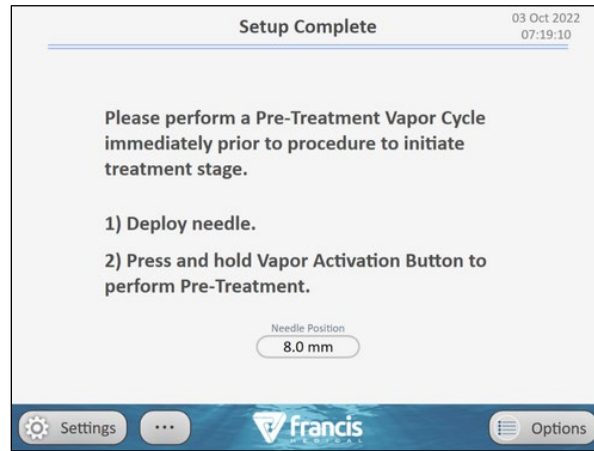 Setup Complete
03 Oct 2022
07:19:10
Please perform a Pre-Treatment Vapor Cycle
immediately prior to procedure to initiate
treatment stage.
1) Deploy needle.
2) Press and hold Vapor Activation Button to
perform Pre-Treatment.
Needle Position
8.0 mm
Settings
...
francis
MEDICAL
Options